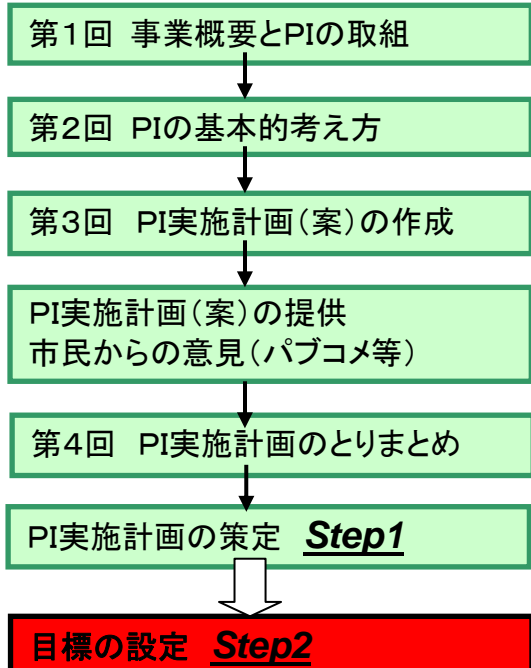 第1回 事業概要とPIの取組
第2回 PIの基本的考え方
第3回 PI実施計画(案)の作成
PI実施計画(案)の提供
市民からの意見(パブコメ等)
第4回 PI実施計画のとりまとめ
PI実施計画の策定 Step1
目標の設定 Step2